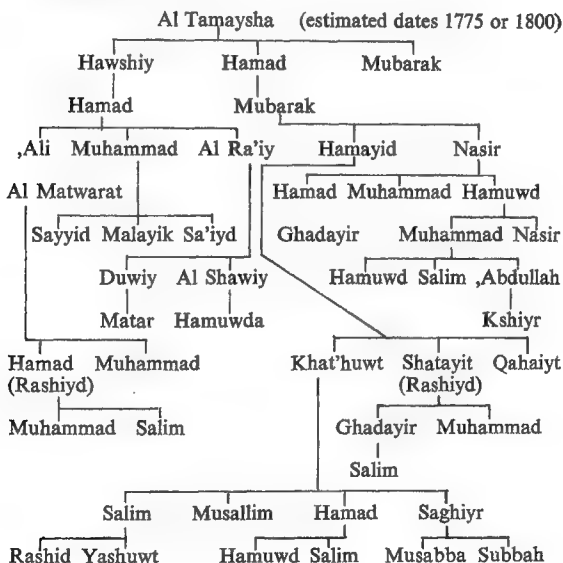 Al Tamaysha (estimated dates 1775 or 1800)
Hawshiy Hamad Mubarak
Hamad Mubarak
,Ali Muhammad Al Ra'iy Hamayid Nasir
Al Matwarat Hamad Muhammad Hamuwd
Sayyid Malayik Sa'iyd Ghadayir Muhammad Nasir
Duwiy Al Shawiy Hamuwd Salim ,Abdullah
Matar Hamuwda Kshiyr
Hamad Muhammad Khat'huwt Shatayit Qahaiyt
(Rashiyd) (Rashiyd)
Muhammad Salim Ghadayir Muhammad
Salim
Salim Musallim Hamad Saghiyr
Rashid Yashuwt Hamuwd Salim Musabba Subbah